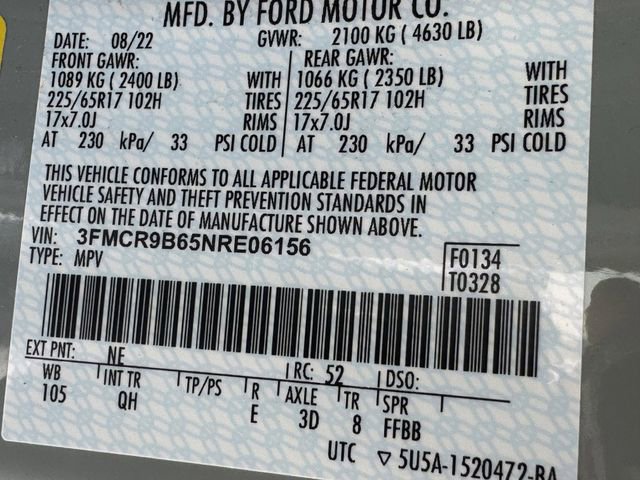 MFD. BY FORD MOTOR CO.
DATE: 08/22 GVWR: 2100 KG ( 4630 LB)
FRONT GAWR: REAR GAWR:
1089 KG ( 2400 LB) WITH 1066 KG ( 2350 LB) WITH
225/65R17 102H TIRES 225/65R17 102H TIRES
17x7.0J RIMS 17x7.0J RIMS
AT 230 kPa/ 33 PSI COLD AT 230 kPa/ 33 PSI COLD
THIS VEHICLE CONFORMS TO ALL APPLICABLE FEDERAL MOTOR
VEHICLE SAFETY AND THEFT PREVENTION STANDARDS IN
EFFECT ON THE DATE OF MANUFACTURE SHOWN ABOVE.
VIN: 3FMCR9B65NRE06156 F0134
TYPE: MPV T0328
EXT PNT: NE RC: 52 DSO:
WB INT TR TP/PS R AXLE TR SPR
105 QH E 3D 8 FFBB
UTC ▽ 5U5A-1520472-BA